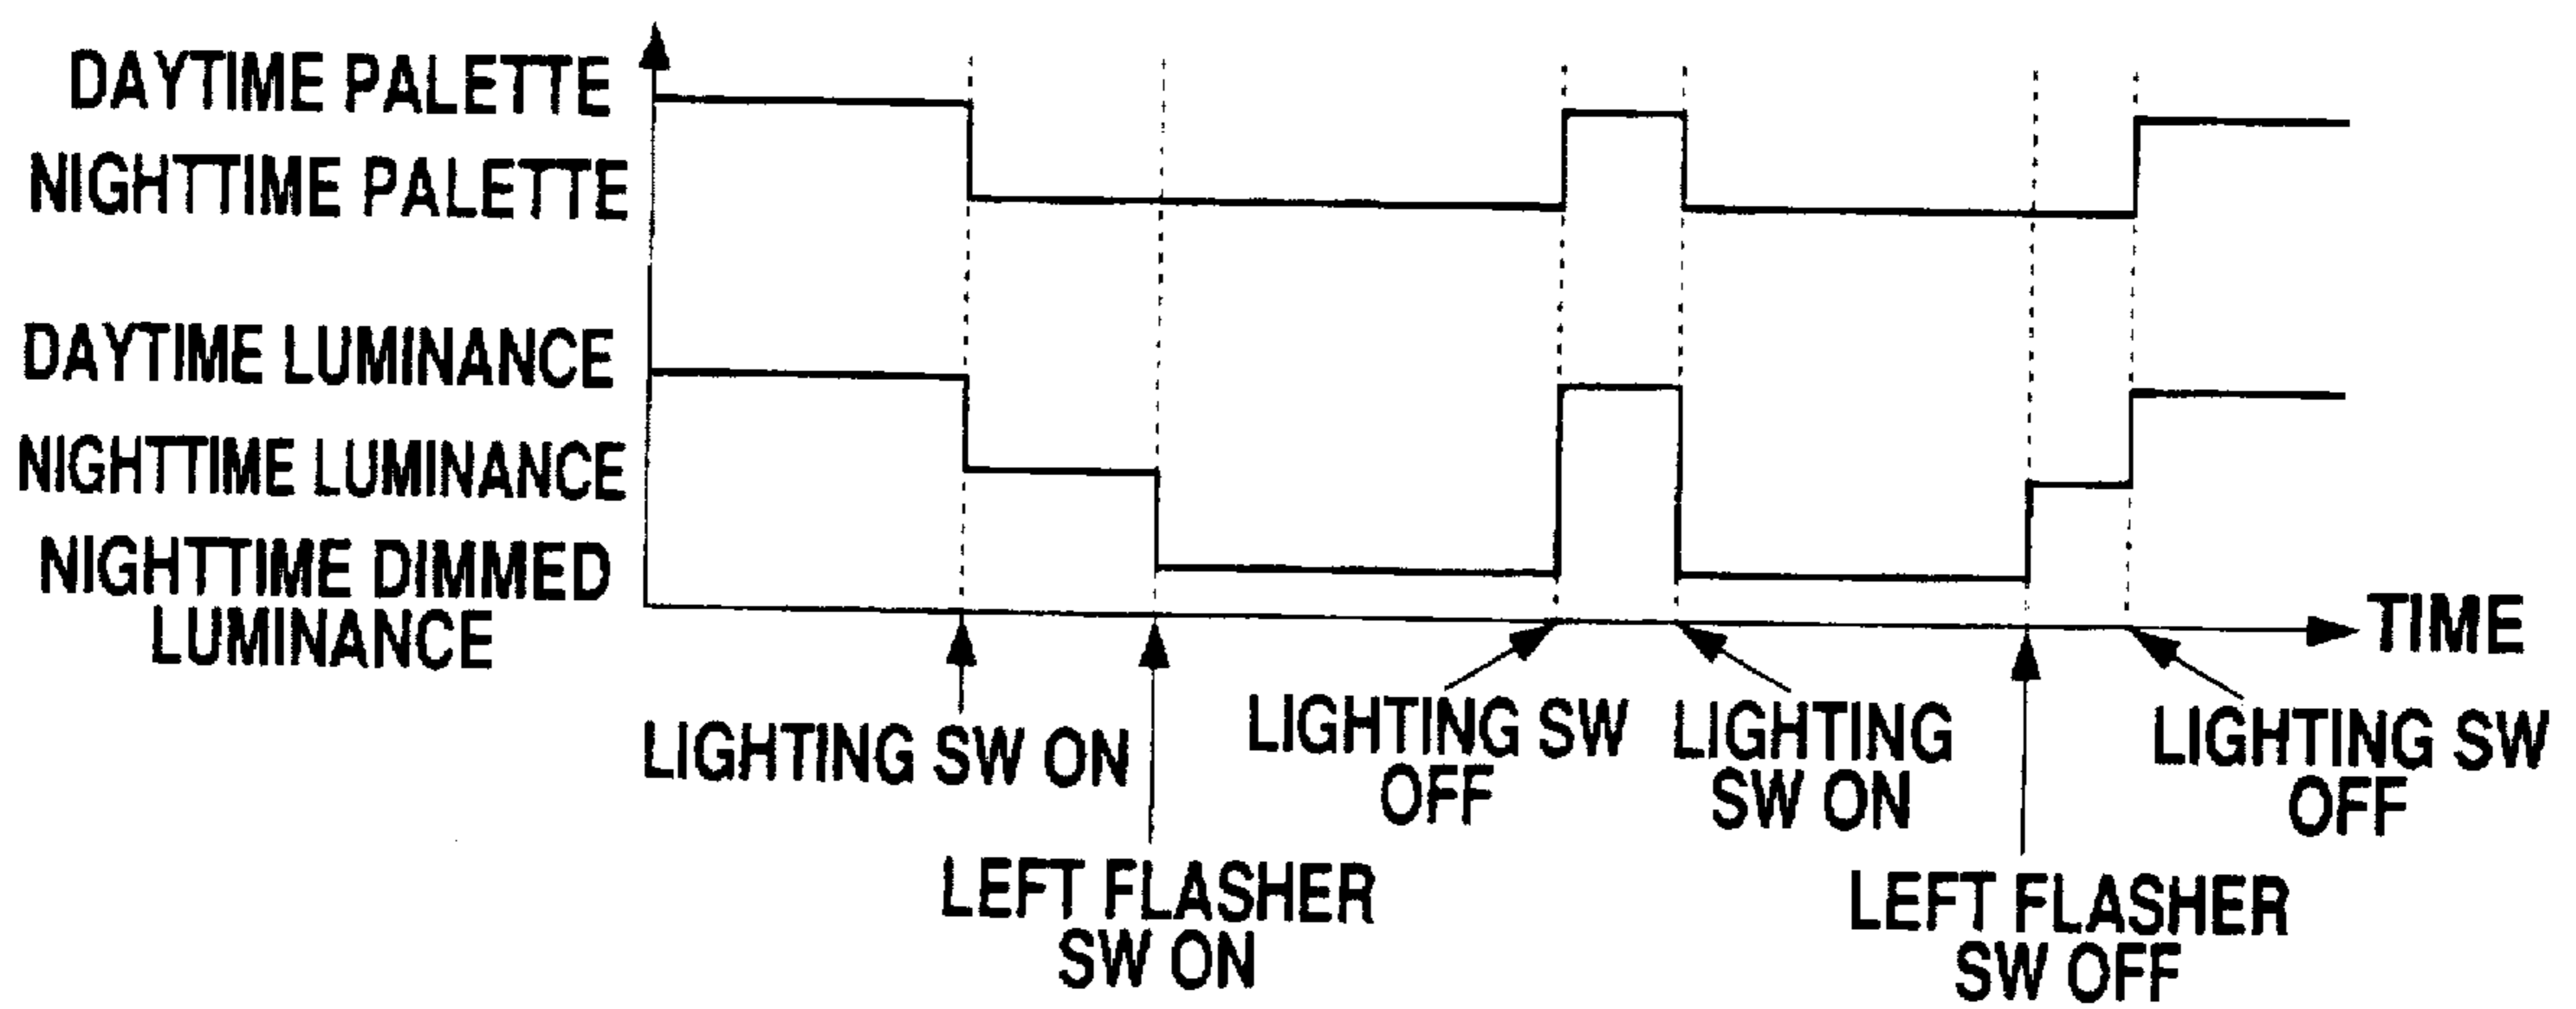 DAYTIME PALETTE
NIGHTTIME PALETTE
DAYTIME LUMINANCE
NIGHTTIME LUMINANCE
NIGHTTIME DIMMED
LUMINANCE
TIME
LIGHTING SW ON
LIGHTING SW
OFF
LIGHTING
SW ON
LIGHTING SW
OFF
LEFT FLASHER
SW ON
LEFT FLASHER
SW OFF